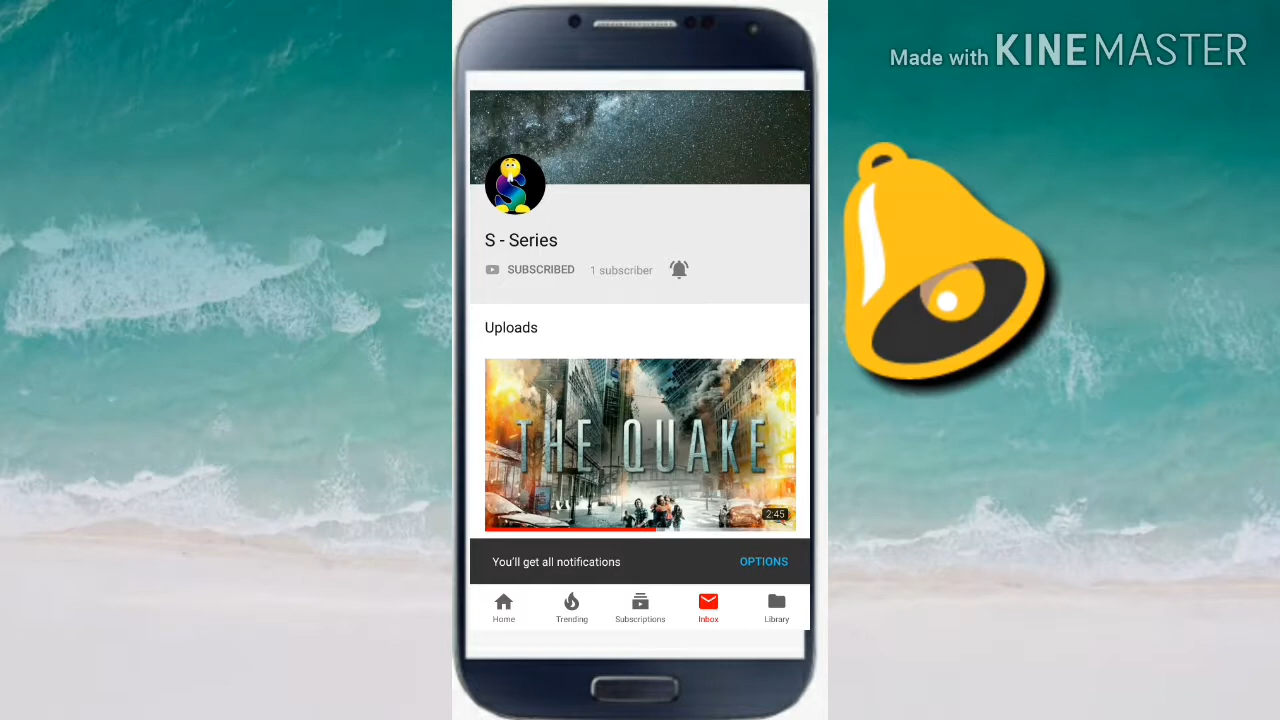 Made with KINEMASTER
S - Series
SUBSCRIBED 1 subscriber
Uploads
THE QUAKE
2:45
You'll get all notifications OPTIONS
Home Trending Subscriptions Inbox Library